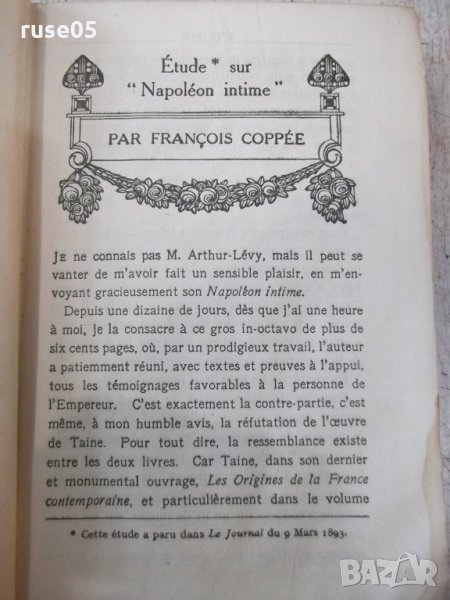 ruse05
Étude * sur
“ Napoléon intime ”
PAR FRANÇOIS COPPÉE
JE ne connais pas M. Arthur-Lévy, mais il peut se
vanter de m'avoir fait un sensible plaisir, en m'en-
voyant gracieusement son Napoléon intime.
Depuis une dizaine de jours, dès que j'ai une heure
à moi, je la consacre à ce gros in-octavo de plus de
six cents pages, où, par un prodigieux travail, l'auteur
a patiemment réuni, avec textes et preuves à l'appui,
tous les témoignages favorables à la personne de
l'Empereur. C'est exactement la contre-partie, c'est
même, à mon humble avis, la réfutation de l'œuvre
de Taine. Pour tout dire, la ressemblance existe
entre les deux livres. Car Taine, dans son dernier
et monumental ouvrage, Les Origines de la France
contemporaine, et particulièrement dans le volume
* Cette étude a paru dans Le Journal du 9 Mars 1893.
BAZAR